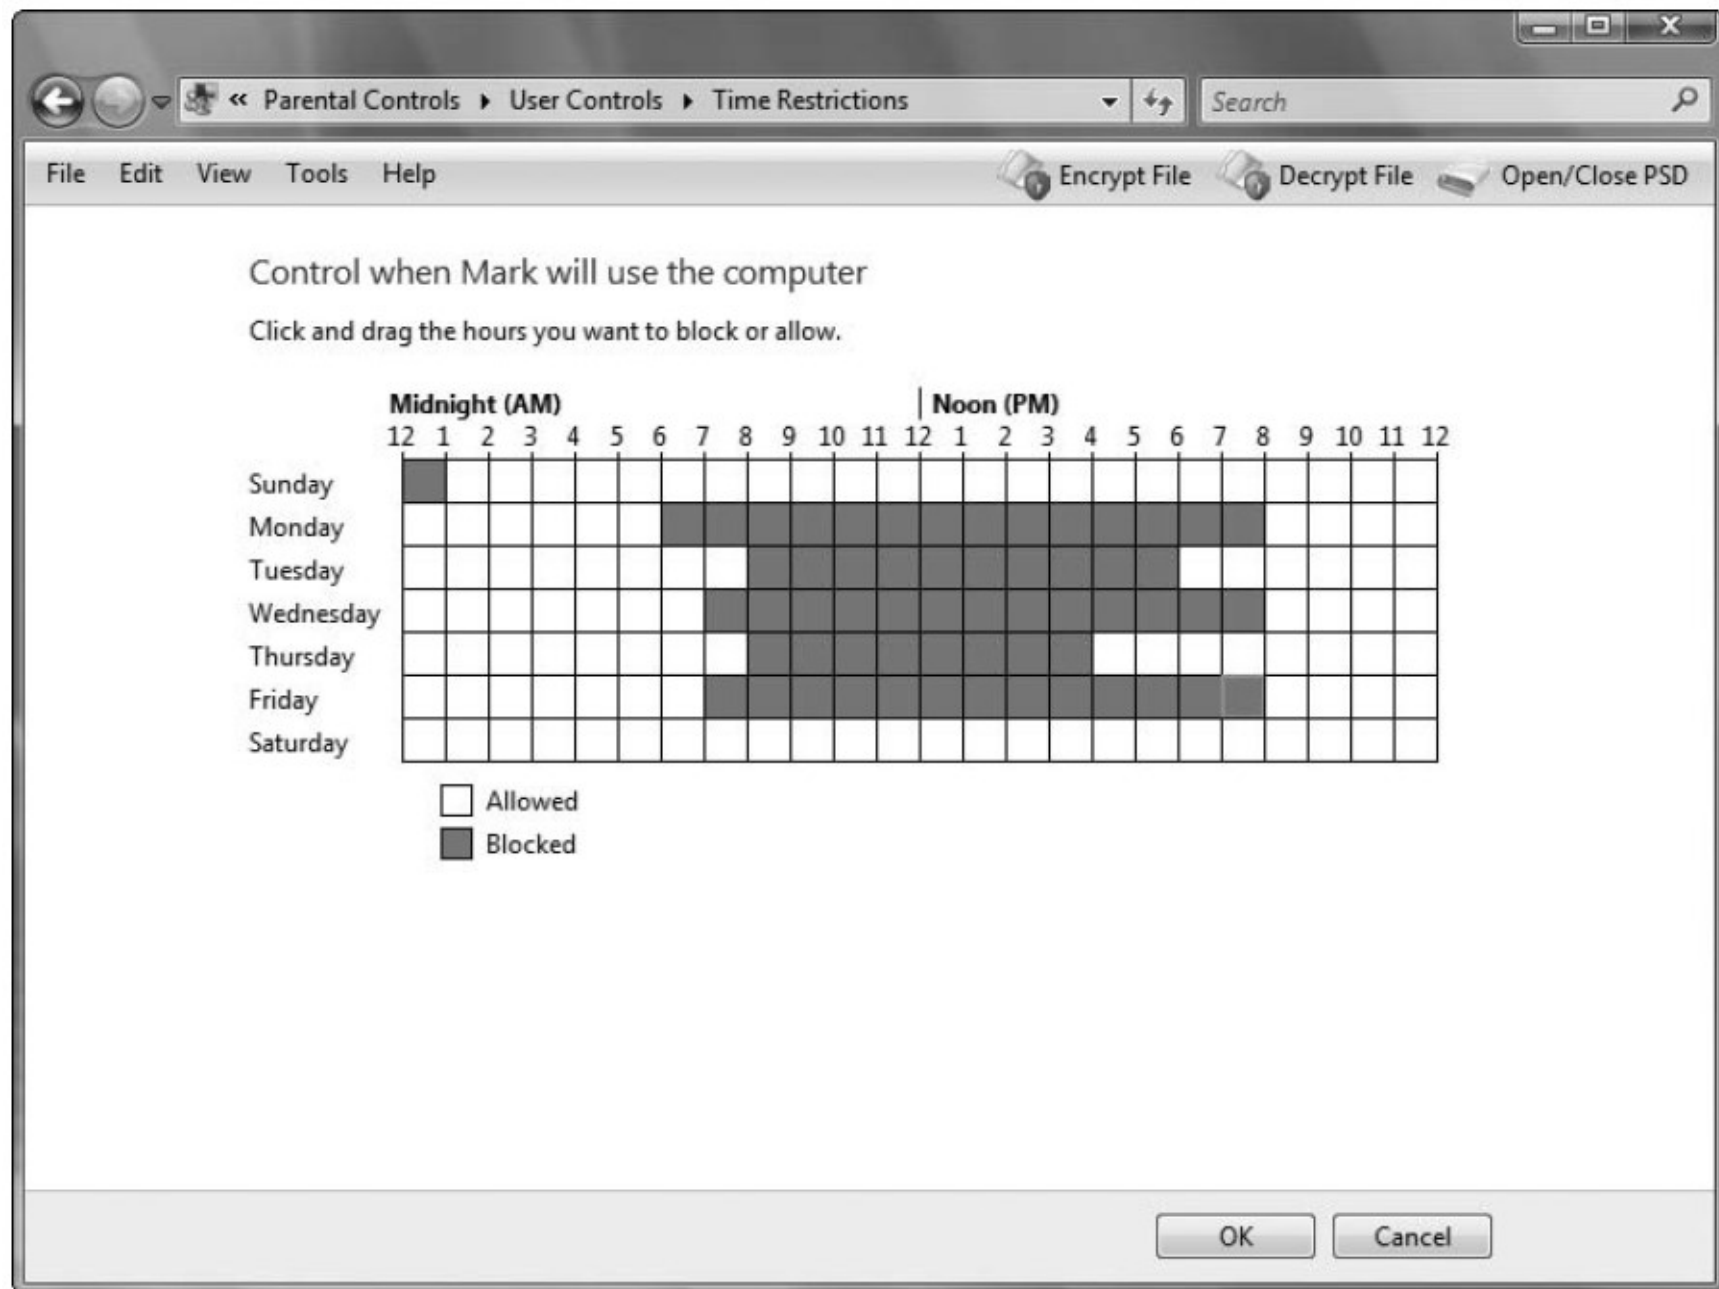 « Parental Controls ▸ User Controls ▸ Time Restrictions
Search
File Edit View Tools Help Encrypt File Decrypt File Open/Close PSD
Control when Mark will use the computer
Click and drag the hours you want to block or allow.
Midnight (AM) Noon (PM)
12 1 2 3 4 5 6 7 8 9 10 11 12 1 2 3 4 5 6 7 8 9 10 11 12
Sunday
Monday
Tuesday
Wednesday
Thursday
Friday
Saturday
Allowed
Blocked
OK Cancel